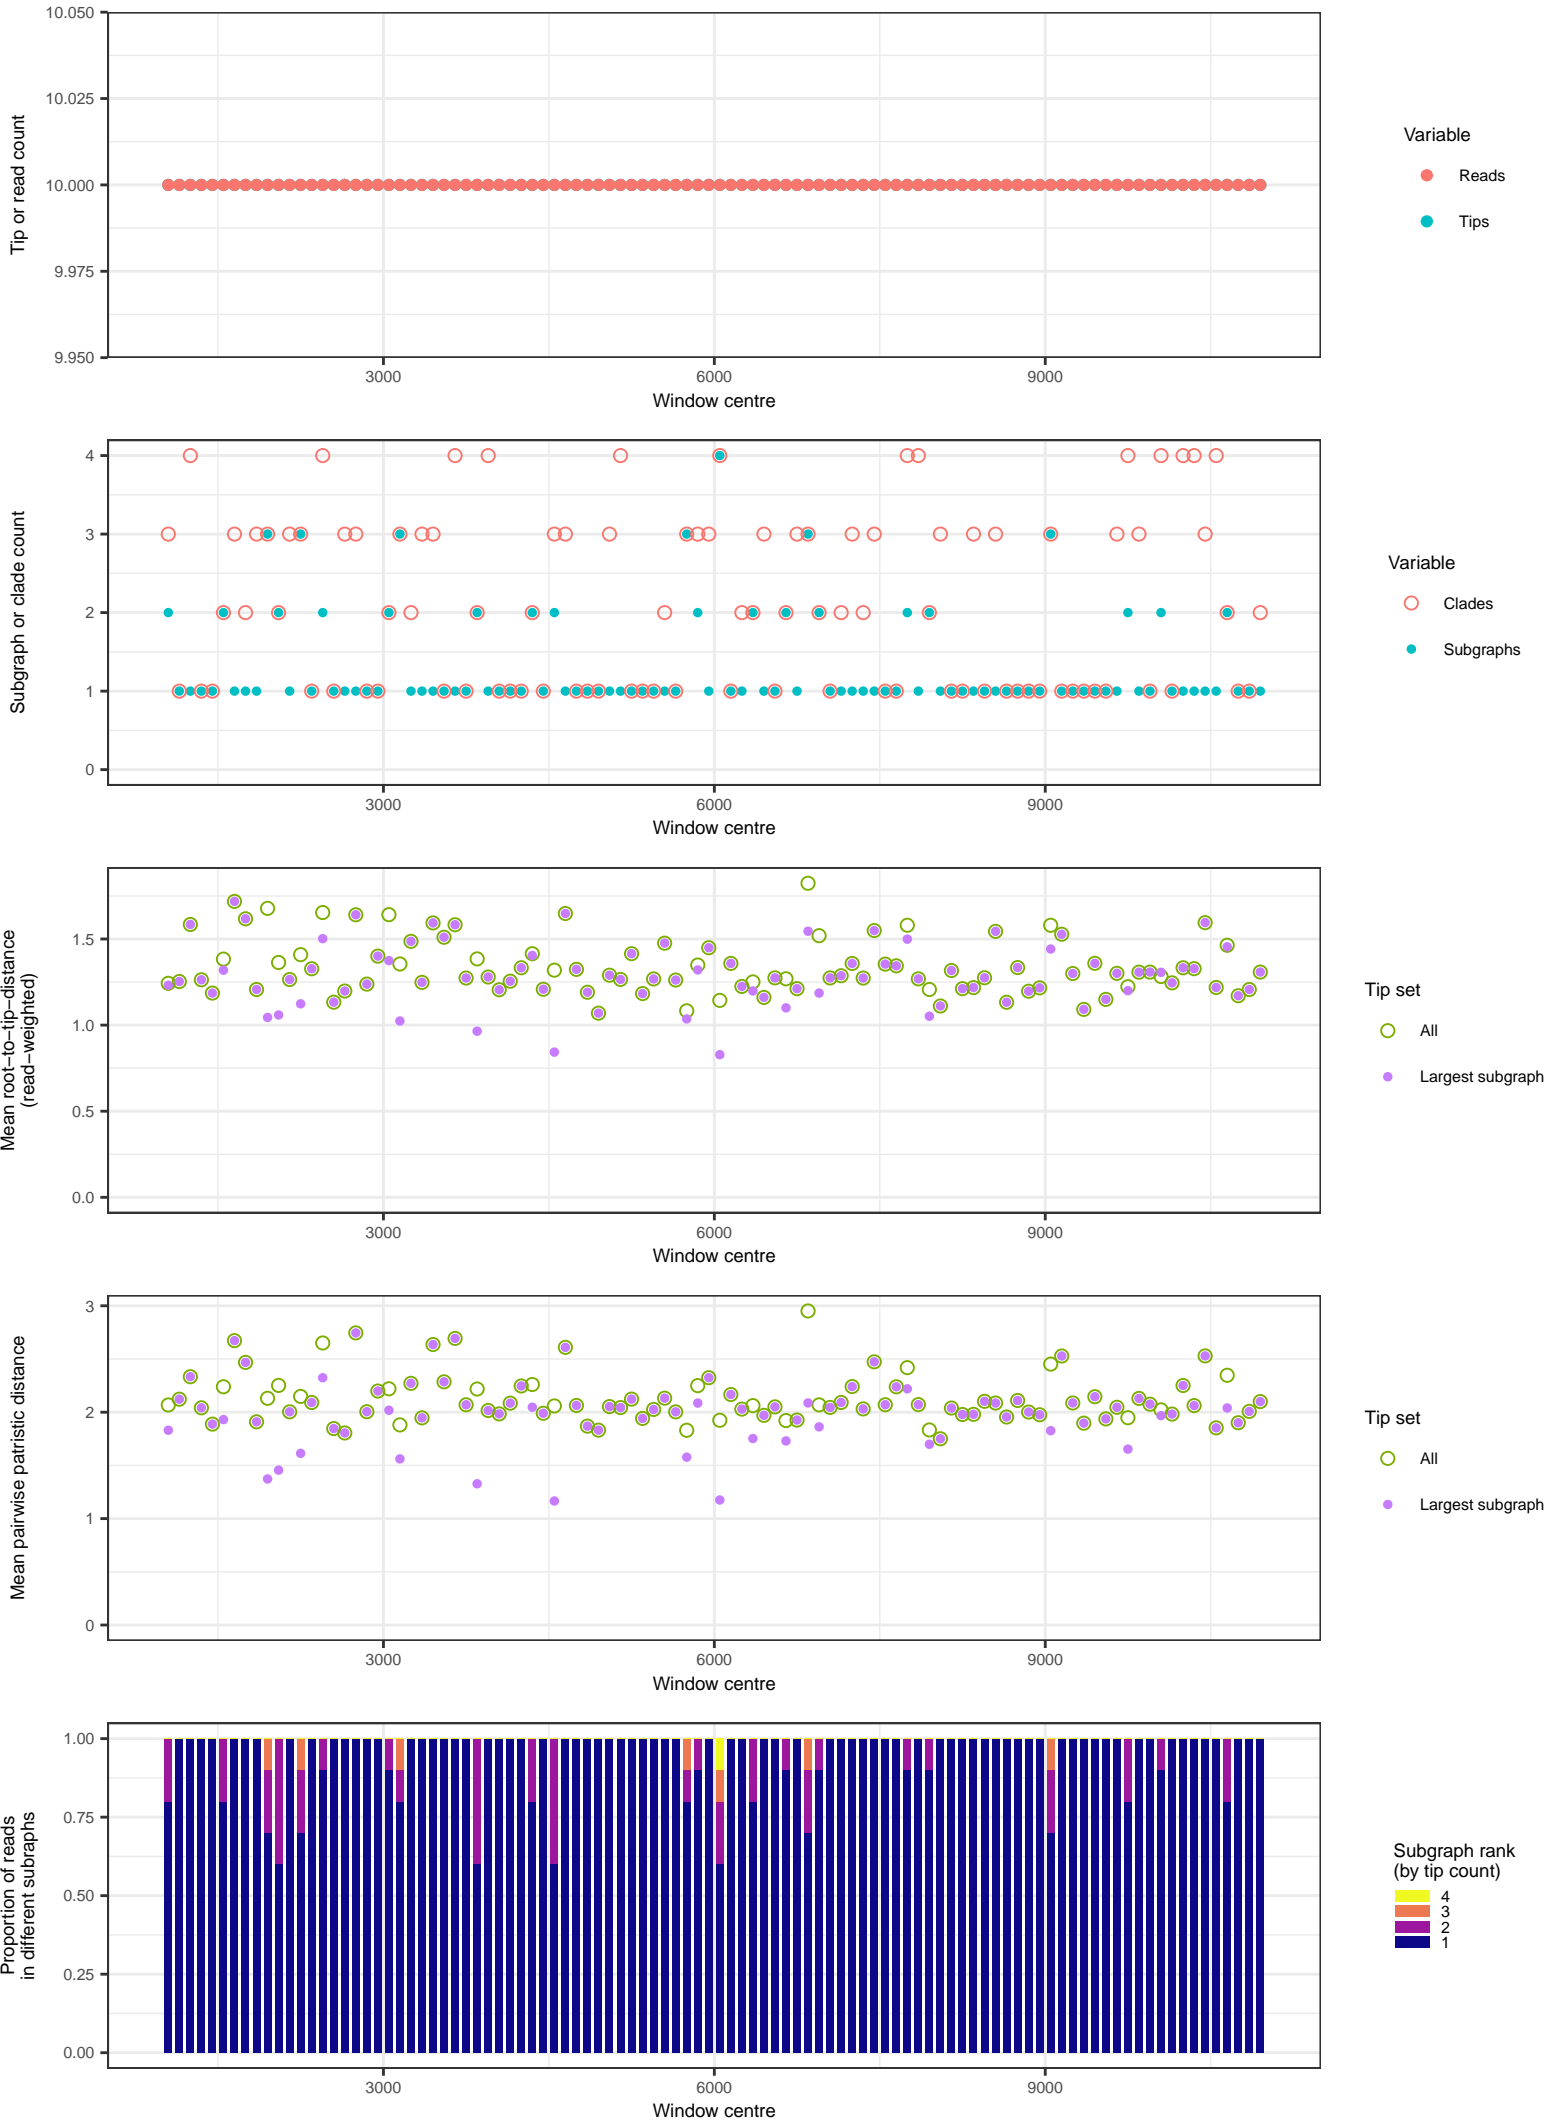 10.050
10.025
10.000
9.975
9.950
Tip or read count
3000 6000 9000
Window centre
Variable
Reads
Tips
4
3
2
1
0
Subgraph or clade count
3000 6000 9000
Window centre
Variable
Clades
Subgraphs
1.5
1.0
0.5
0.0
Mean root−to−tip−distance
(read−weighted)
3000 6000 9000
Window centre
Tip set
All
Largest subgraph
3
2
1
0
Mean pairwise patristic distance
3000 6000 9000
Window centre
Tip set
All
Largest subgraph
1.00
0.75
0.50
0.25
0.00
Proportion of reads
in different subraphs
3000 6000 9000
Window centre
Subgraph rank
(by tip count)
4
3
2
1